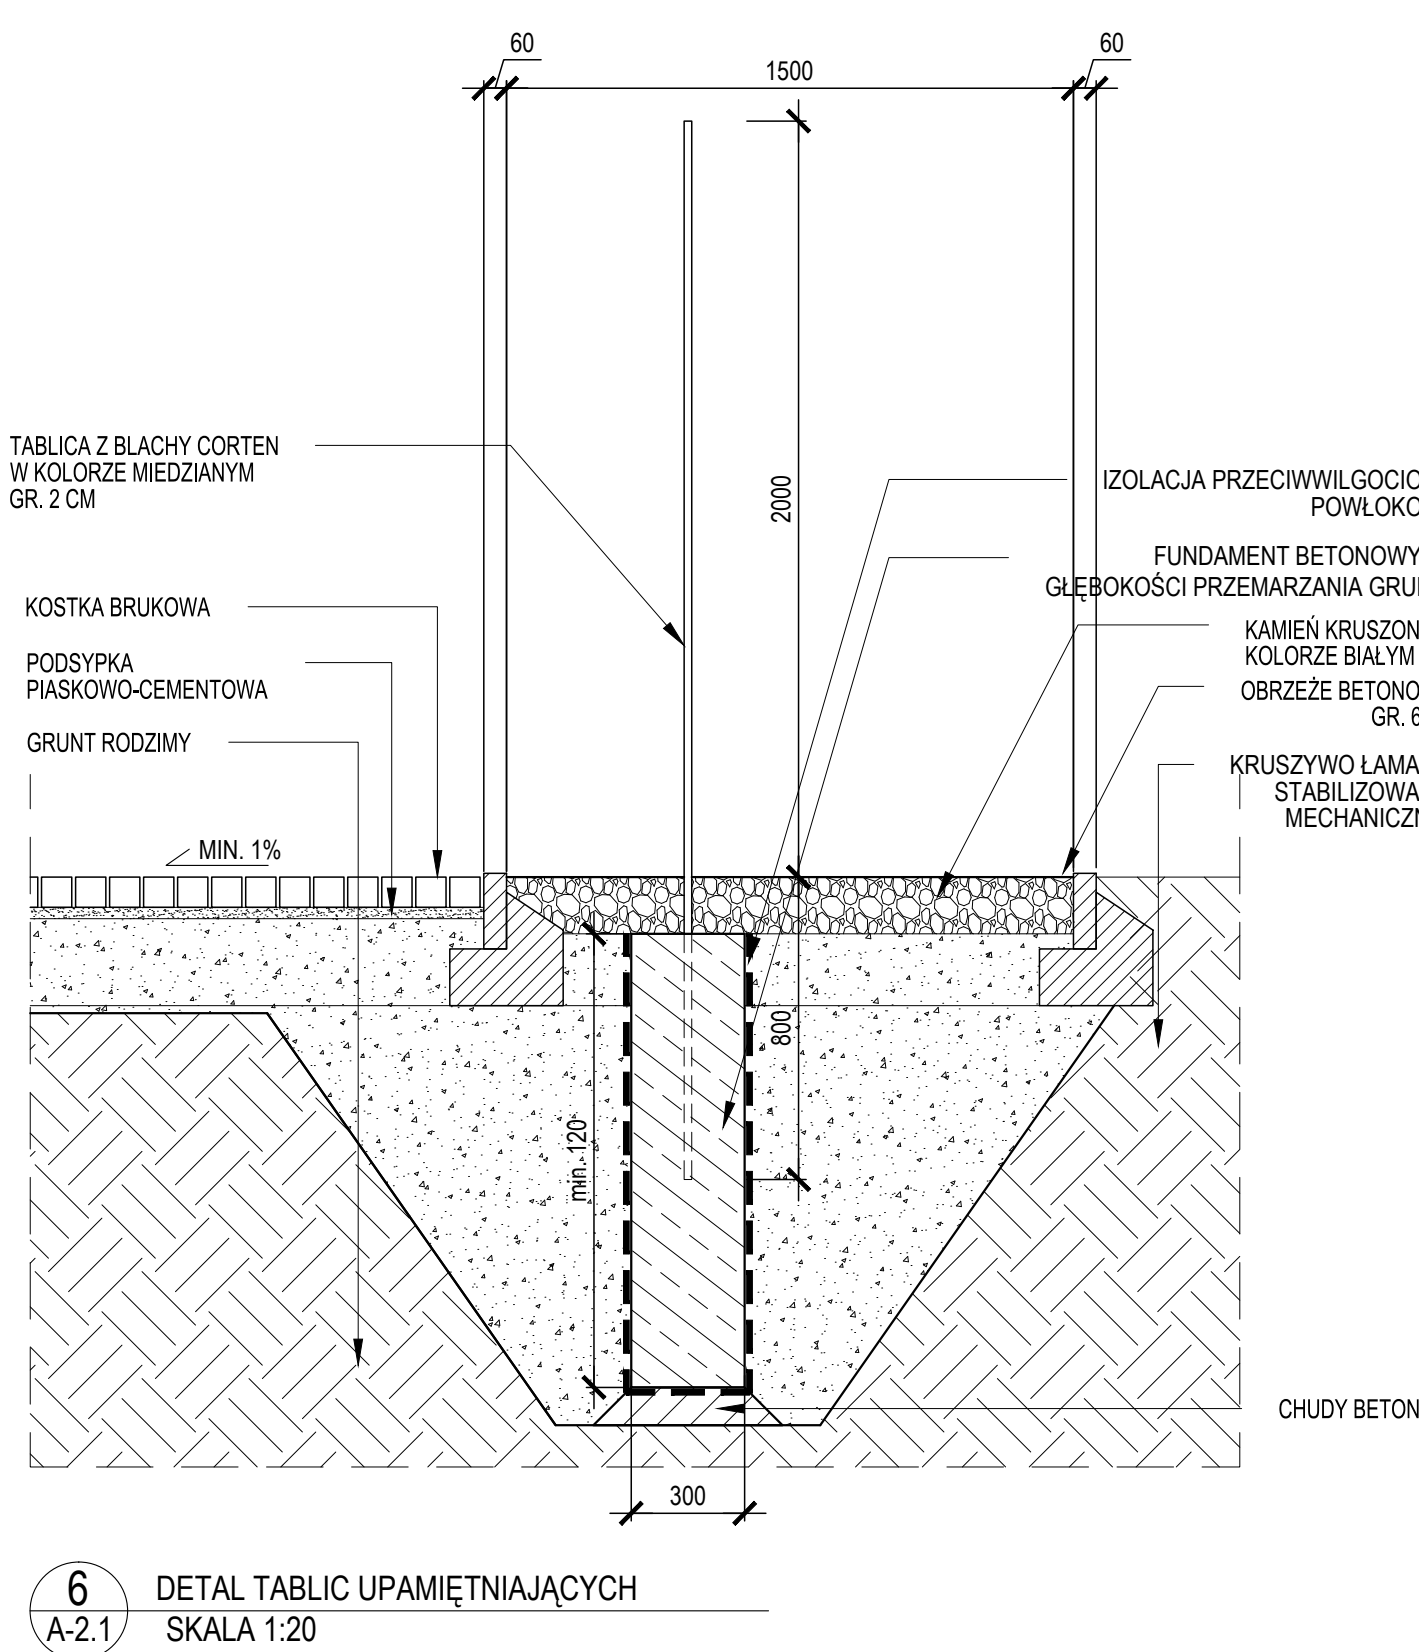 60
1500
60
2000
TABLICA Z BLACHY CORTEN
W KOLORZE MIEDZIANYM
GR. 2 CM
IZOLACJA PRZECIWWILGOCIO
POWŁOKO
FUNDAMENT BETONOWY
GŁĘBOKOŚCI PRZEMARZANIA GRU
KOSTKA BRUKOWA
KAMIEŃ KRUSZON
KOLORZE BIAŁYM
PODSYPKA
PIASKOWO-CEMENTOWA
OBRZEŻE BETONO
GR. 6
GRUNT RODZIMY
KRUSZYWO ŁAMA
STABILIZOWA
MECHANICZN
MIN. 1%
800
min. 120
CHUDY BETON
300
6
A-2.1
DETAL TABLIC UPAMIĘTNIAJĄCYCH
SKALA 1:20